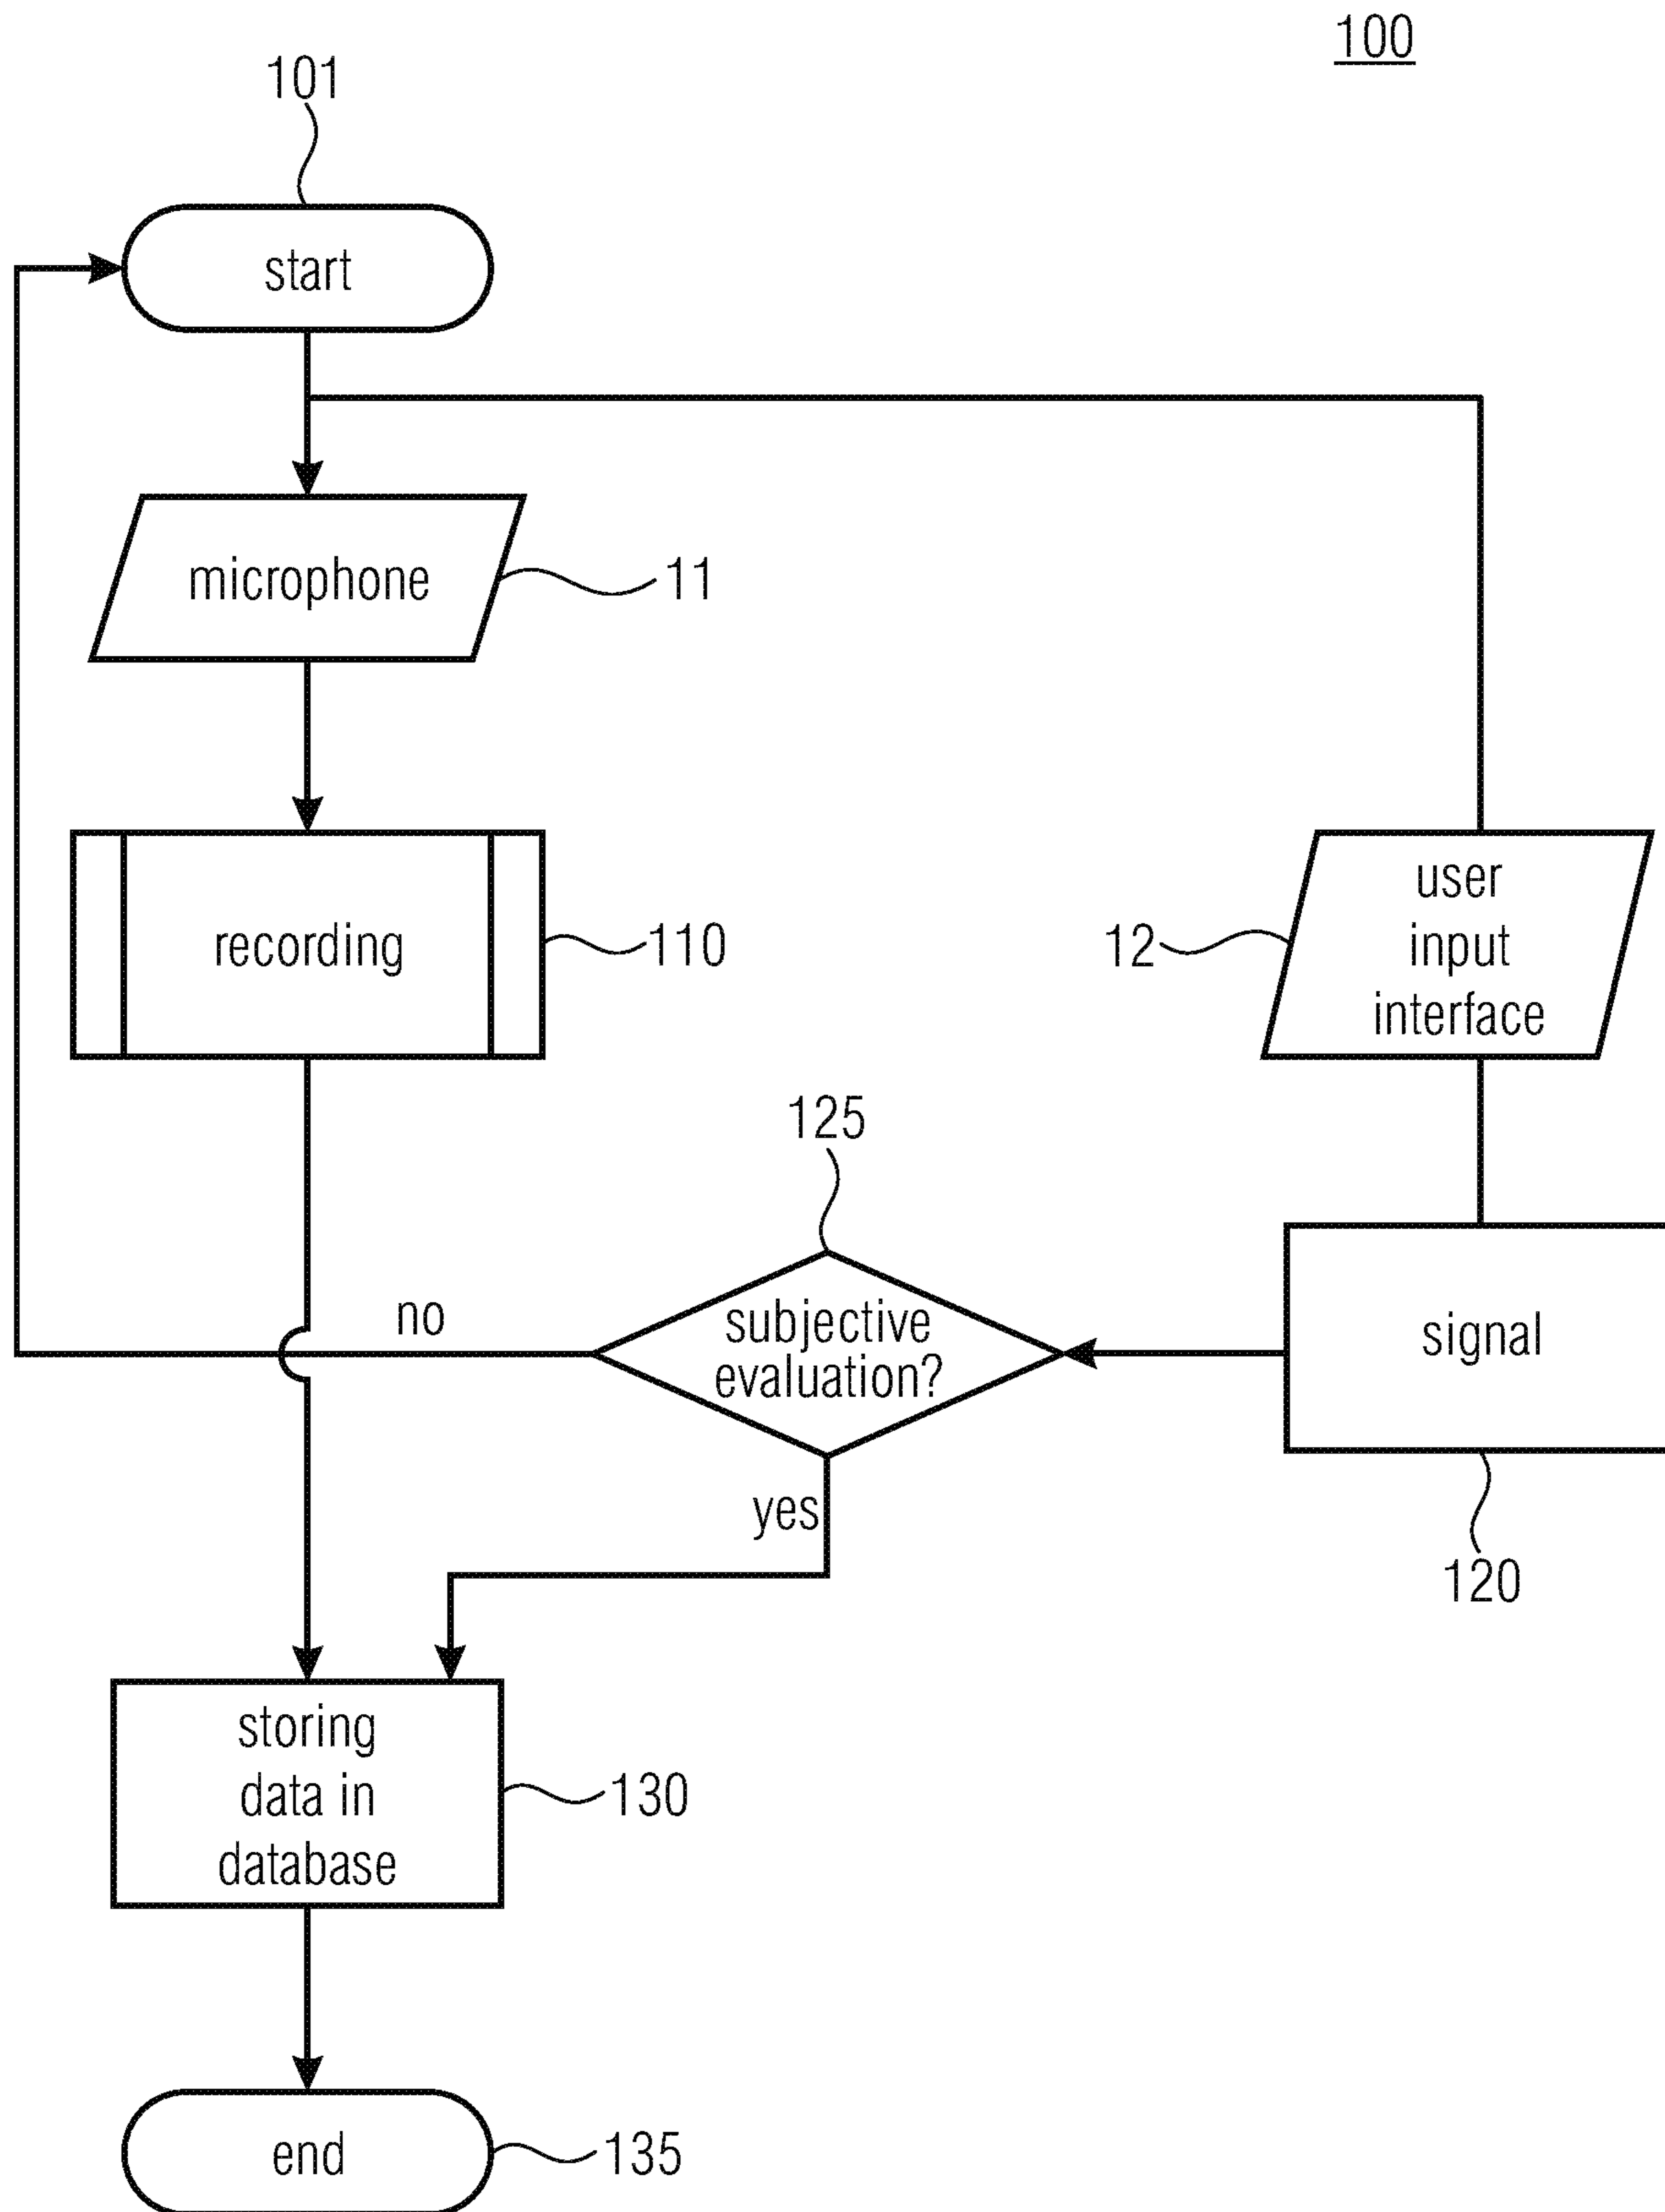 100
101
start
microphone
11
recording
110
12
user
input
interface
125
subjective
evaluation?
no
yes
signal
120
storing
data in
database
130
end
135